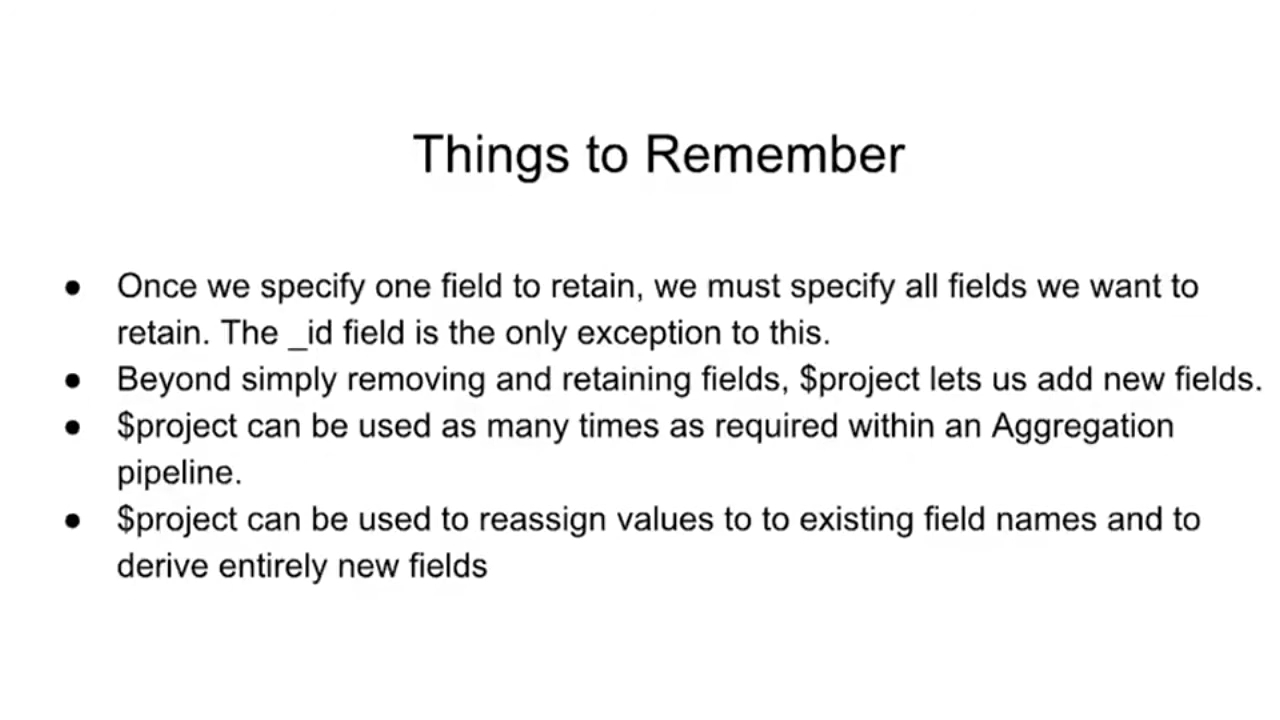 Things to Remember
● Once we specify one field to retain, we must specify all fields we want to
retain. The _id field is the only exception to this.
● Beyond simply removing and retaining fields, $project lets us add new fields.
● $project can be used as many times as required within an Aggregation
pipeline.
● $project can be used to reassign values to to existing field names and to
derive entirely new fields